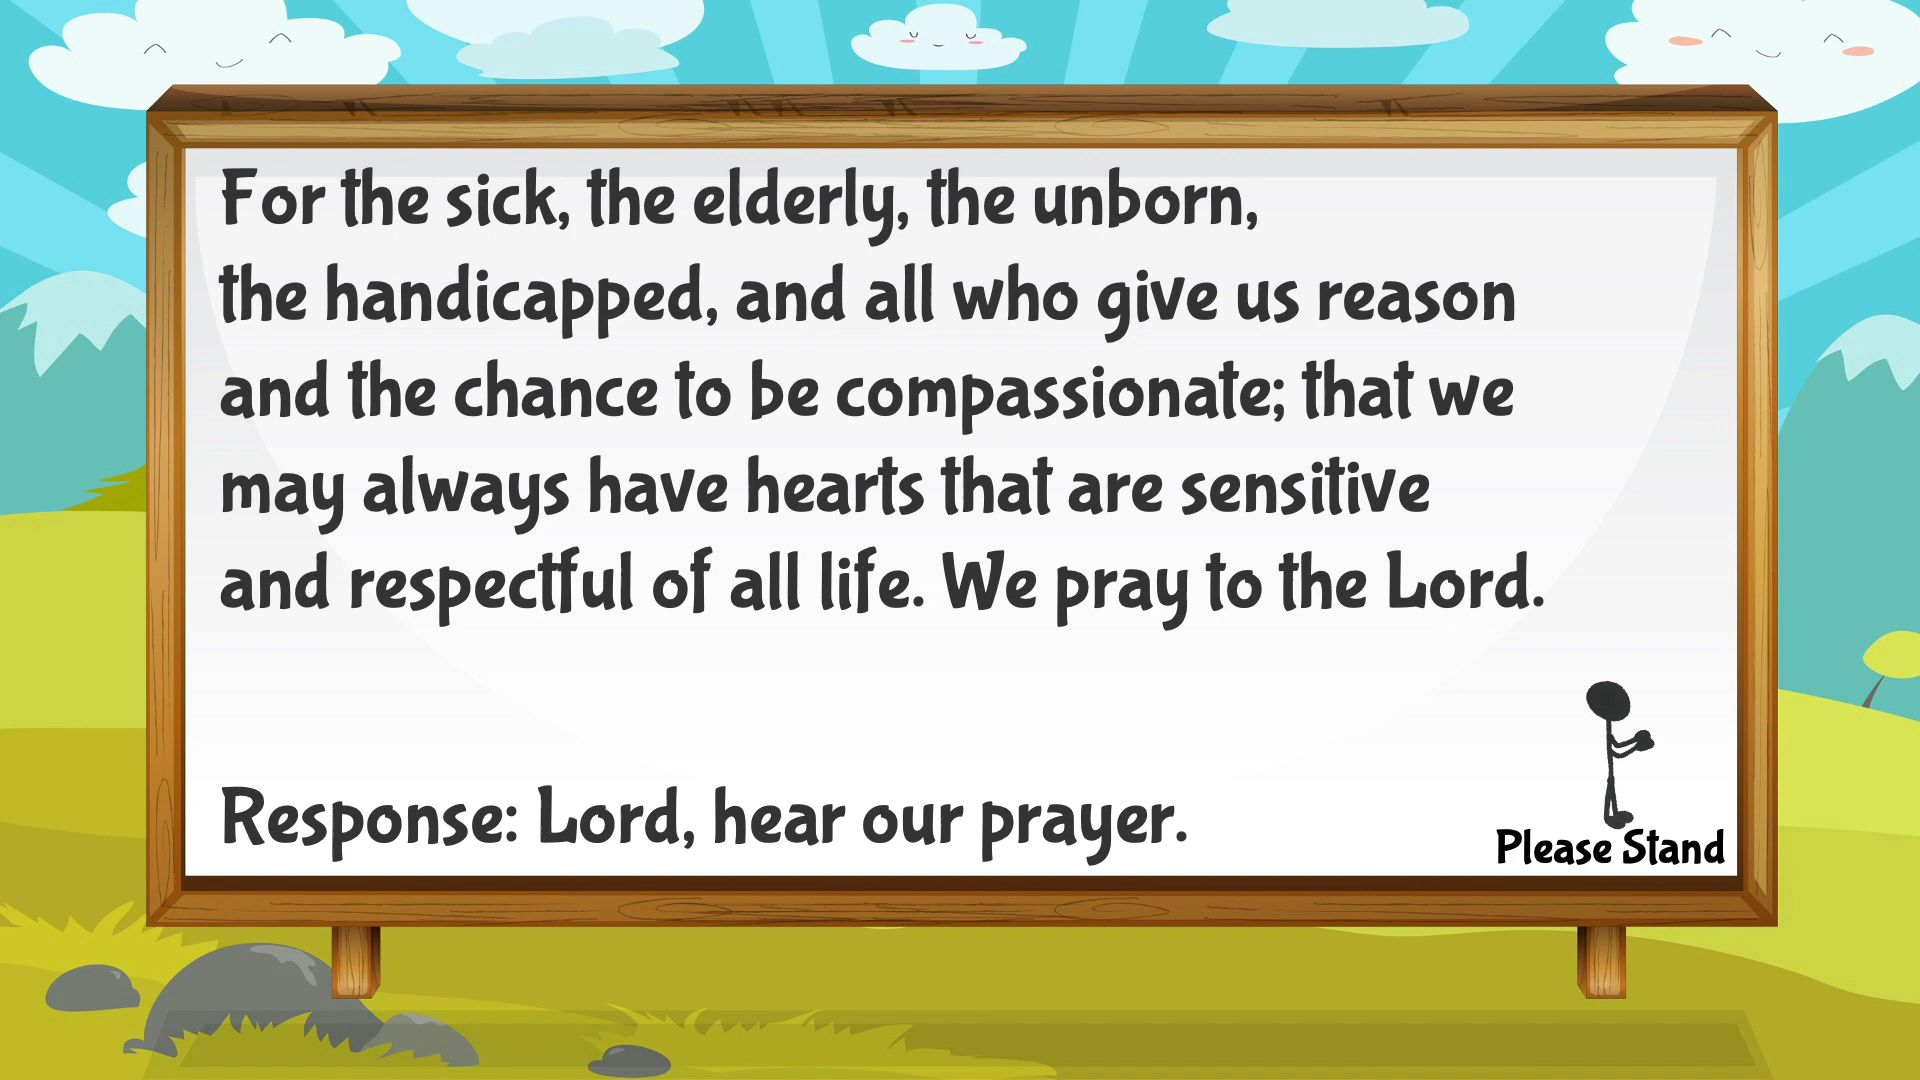 For the sick, the elderly, the unborn,
the handicapped, and all who give us reason
and the chance to be compassionate; that we
may always have hearts that are sensitive
and respectful of all life. We pray to the Lord.
Response: Lord, hear our prayer.
Please Stand